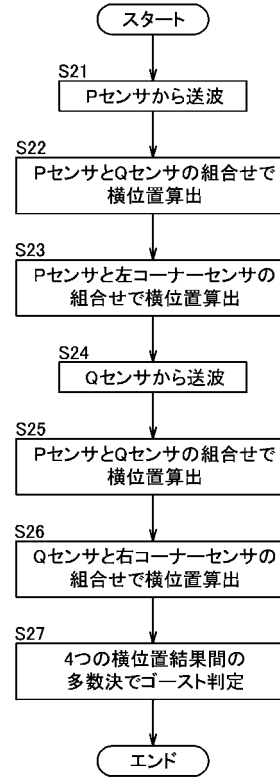 スタート
S21
Pセンサから送波
S22
PセンサとQセンサの組合せで
横位置算出
S23
Pセンサと左コーナーセンサの
組合せで横位置算出
S24
Qセンサから送波
S25
PセンサとQセンサの組合せで
横位置算出
S26
Qセンサと右コーナーセンサの
組合せで横位置算出
S27
4つの横位置結果間の
多数決でゴースト判定
エンド